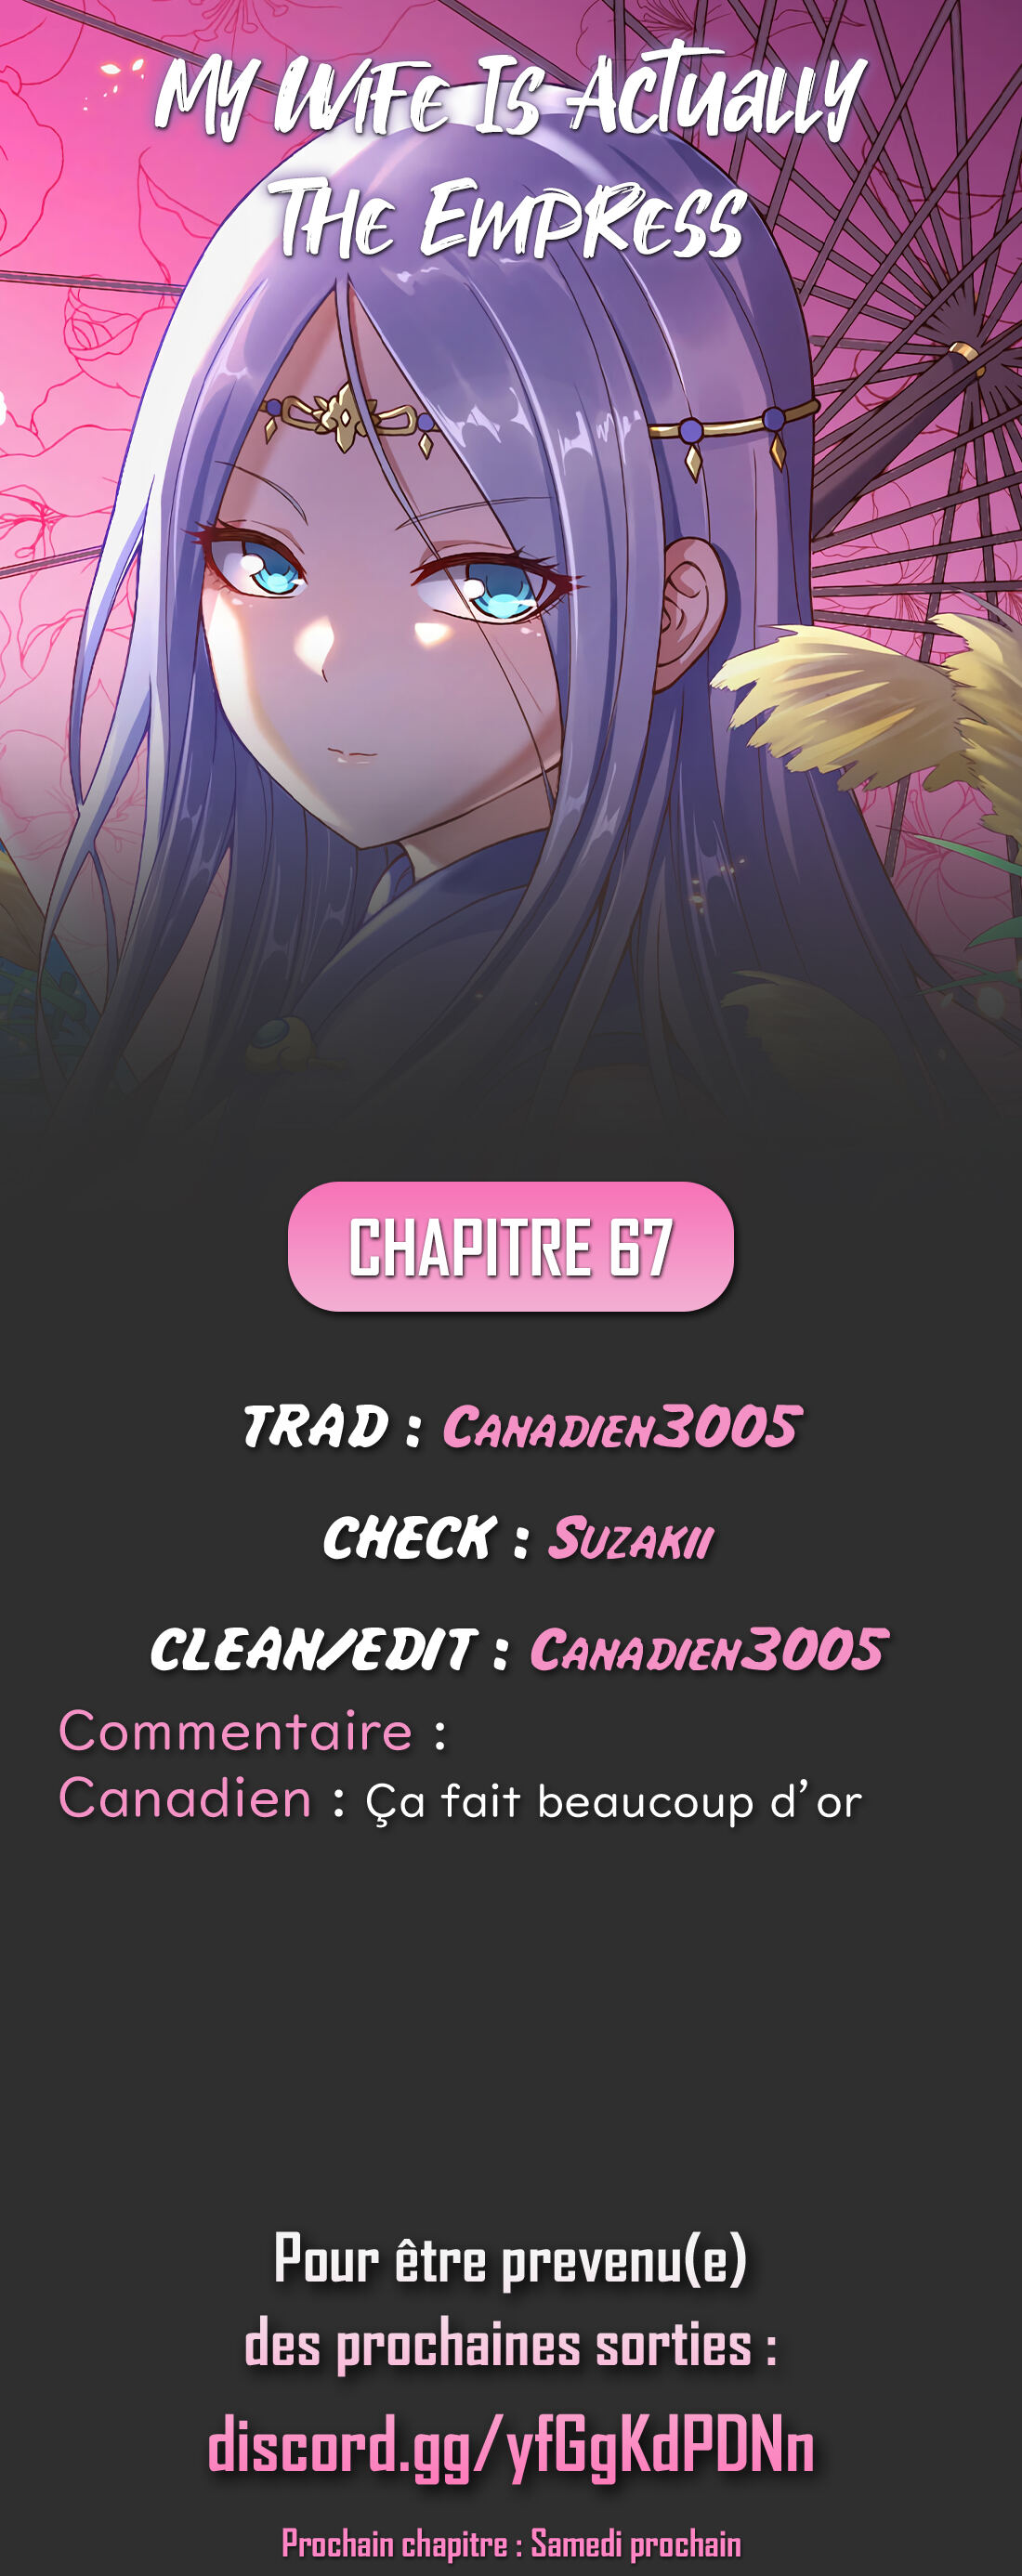 My Wife Is Actually
The Empress
CHAPITRE 67
TRAD : Canadien3005
CHECK : Suzakii
CLEAN/EDIT : Canadien3005
Commentaire :
Canadien : Ça fait beaucoup d'or
Pour être prevenu(e)
des prochaines sorties :
discord.gg/yfGgKdPDNn
Prochain chapitre : Samedi prochain